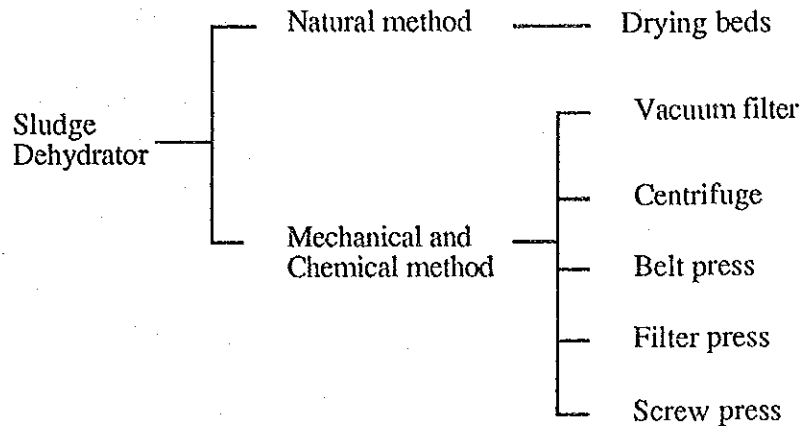 Natural method
Drying beds
Sludge
Dehydrator
Vacuum filter
Centrifuge
Mechanical and
Chemical method
Belt press
Filter press
Screw press